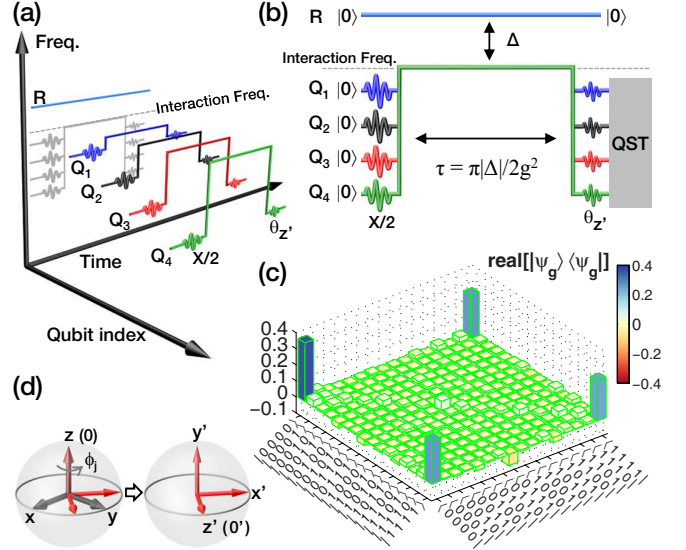 (a)
Freq.
R
Interaction Freq.
Q1
Q2
Q3
Q4
X/2
θz'
Time
Qubit index
(b)
R |0⟩
|0⟩
Δ
Interaction Freq.
Q1 |0⟩
Q2 |0⟩
Q3 |0⟩
Q4 |0⟩
X/2
τ = π|Δ|/2g²
QST
θz'
(c)
real[|ψg⟩⟨ψg|]
0.4
0.2
0
−0.2
−0.4
0.4
0.3
0.2
0.1
0
−0.1
(d)
z (0)
ϕj
x
y
y'
x'
z' (0')